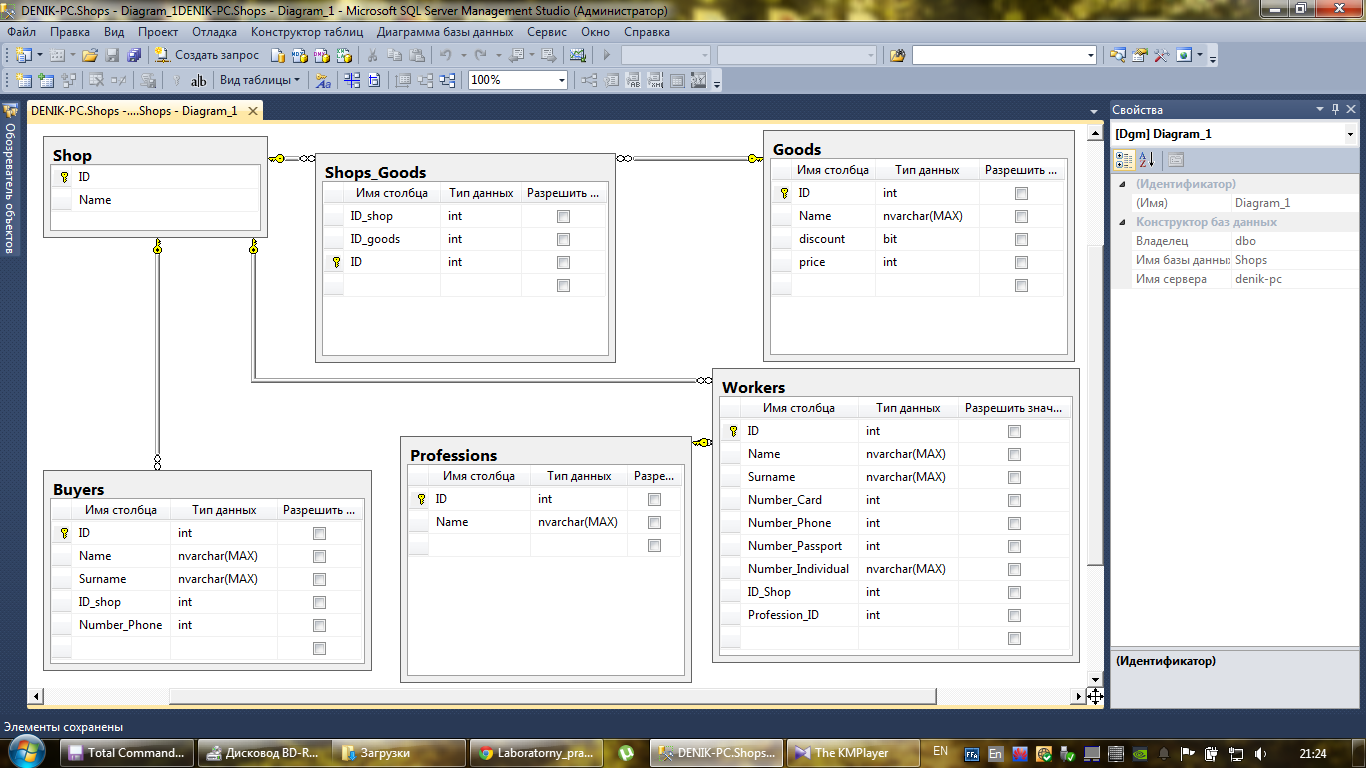 DENIK-PC.Shops - Diagram_1DENIK-PC.Shops - Diagram_1 - Microsoft SQL Server Management Studio (Администратор)
Файл Правка Вид Проект Отладка Конструктор таблиц Диаграмма базы данных Сервис Окно Справка
Создать запрос
ab Вид таблицы 100%
DENIK-PC.Shops -....Shops - Diagram_1
Обозреватель объектов
Shop
ID
Name
Shops_Goods
Имя столбца Тип данных Разрешить ...
ID_shop int
ID_goods int
ID int
Goods
Имя столбца Тип данных Разрешить ...
ID int
Name nvarchar(MAX)
discount bit
price int
Buyers
Имя столбца Тип данных Разрешить ...
ID int
Name nvarchar(MAX)
Surname nvarchar(MAX)
ID_shop int
Number_Phone int
Professions
Имя столбца Тип данных Разре...
ID int
Name nvarchar(MAX)
Workers
Имя столбца Тип данных Разрешить знач...
ID int
Name nvarchar(MAX)
Surname nvarchar(MAX)
Number_Card int
Number_Phone int
Number_Passport int
Number_Individual nvarchar(MAX)
ID_Shop int
Profession_ID int
Свойства
[Dgm] Diagram_1
(Идентификатор)
(Имя) Diagram_1
Конструктор баз данных
Владелец dbo
Имя базы данных Shops
Имя сервера denik-pc
(Идентификатор)
Элементы сохранены
Total Command... Дисковод BD-R... Загрузки Laboratorny_pra... DENIK-PC.Shops... The KMPlayer EN En 21:24